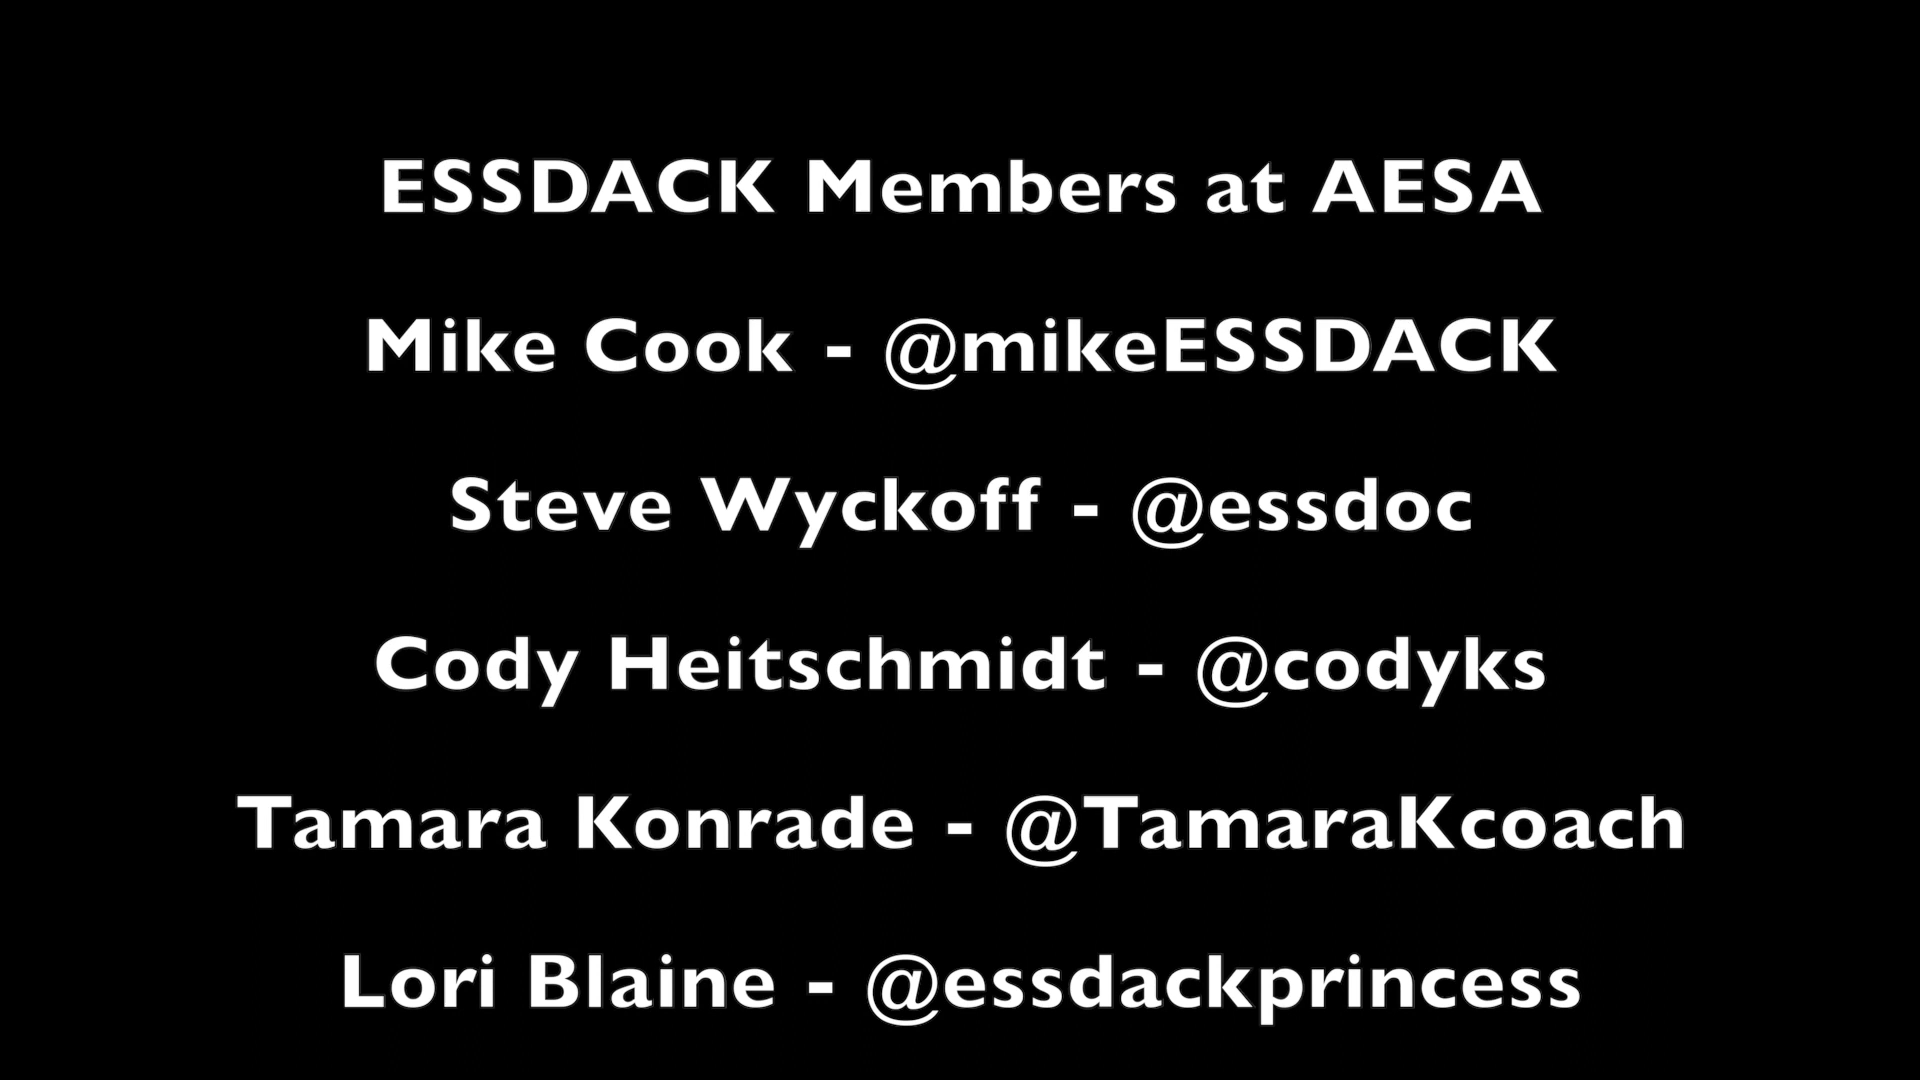 ESSDACK Members at AESA
Mike Cook - @mikeESSDACK
Steve Wyckoff - @essdoc
Cody Heitschmidt - @codyks
Tamara Konrade - @TamaraKcoach
Lori Blaine - @essdackprincess